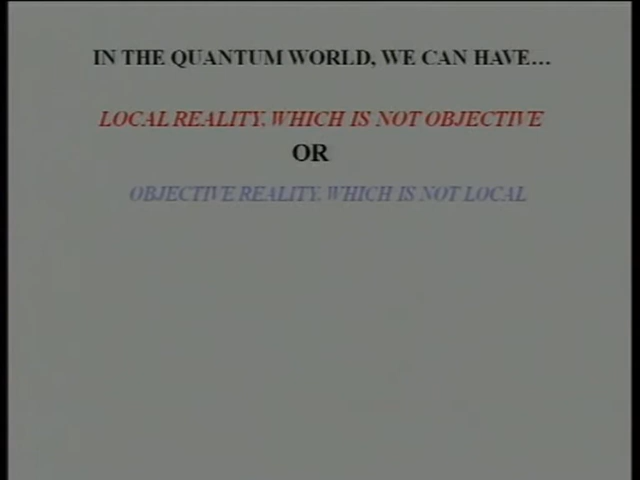 IN THE QUANTUM WORLD, WE CAN HAVE…
LOCAL REALITY, WHICH IS NOT OBJECTIVE
OR
OBJECTIVE REALITY, WHICH IS NOT LOCAL